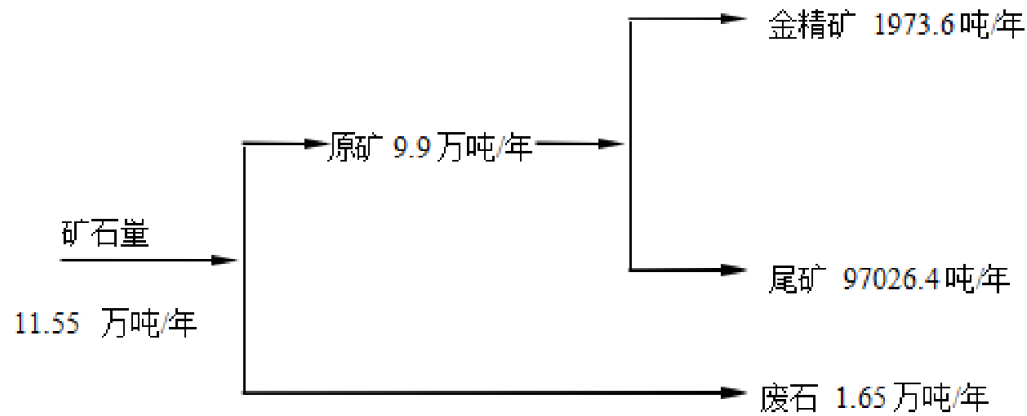 金精矿 1973.6吨/年
原矿 9.9万吨/年
矿石量
11.55 万吨/年
尾矿 97026.4吨/年
废石 1.65万吨/年